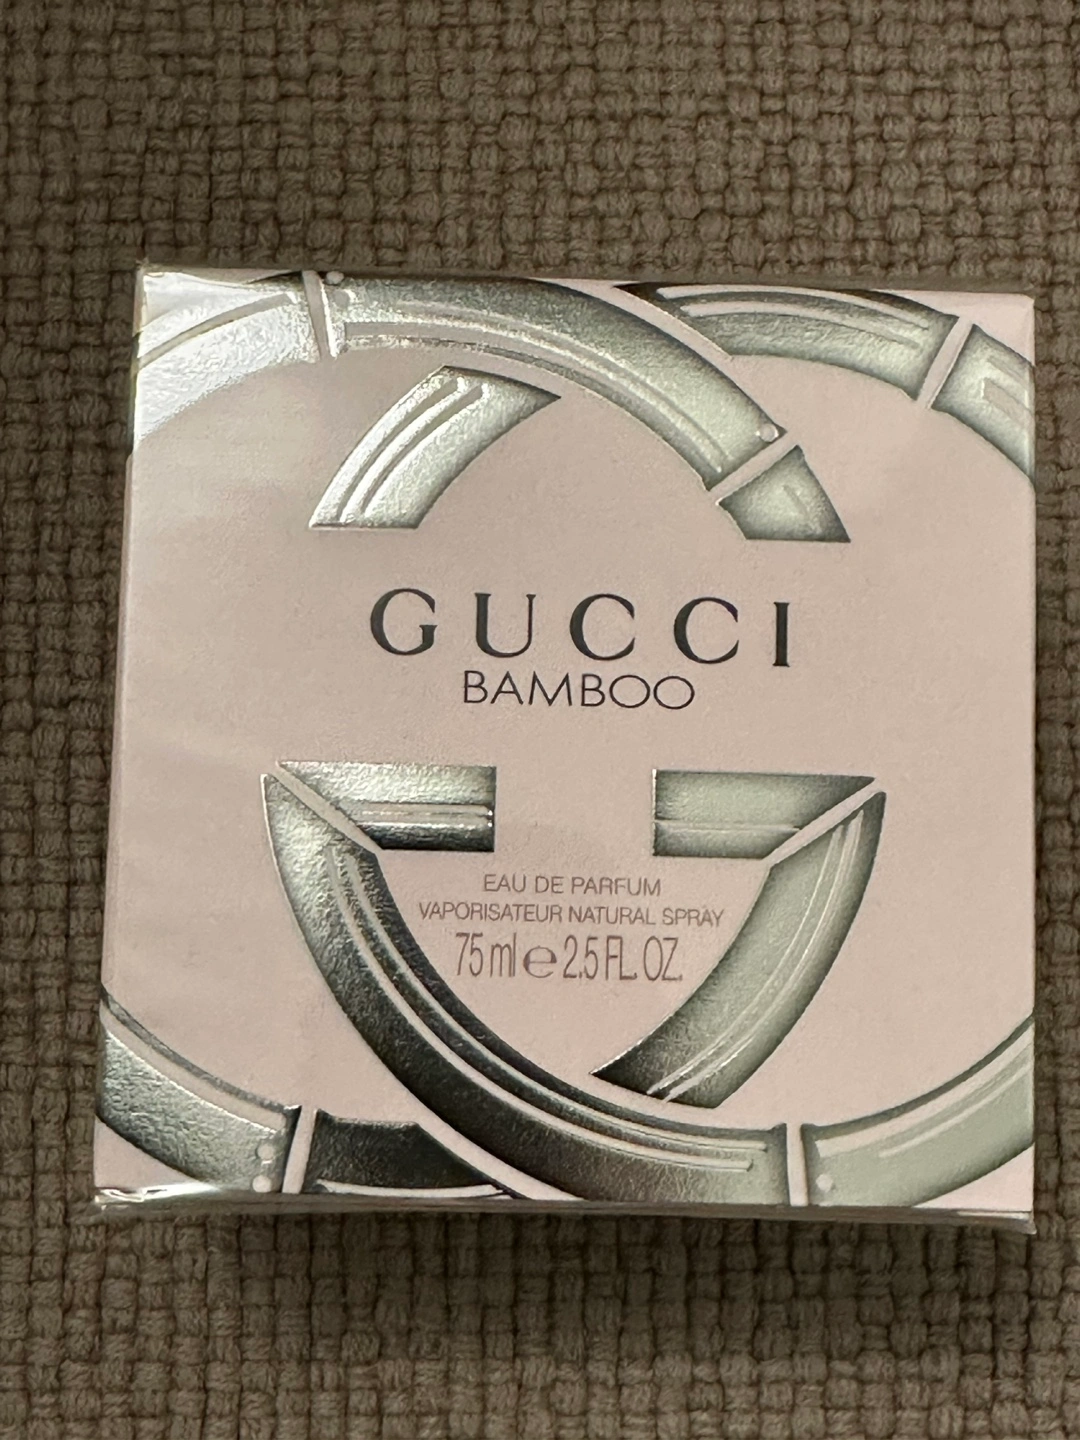 GUCCI
BAMBOO
EAU DE PARFUM
VAPORISATEUR NATURAL SPRAY
75 ml e 2.5 FL. OZ.